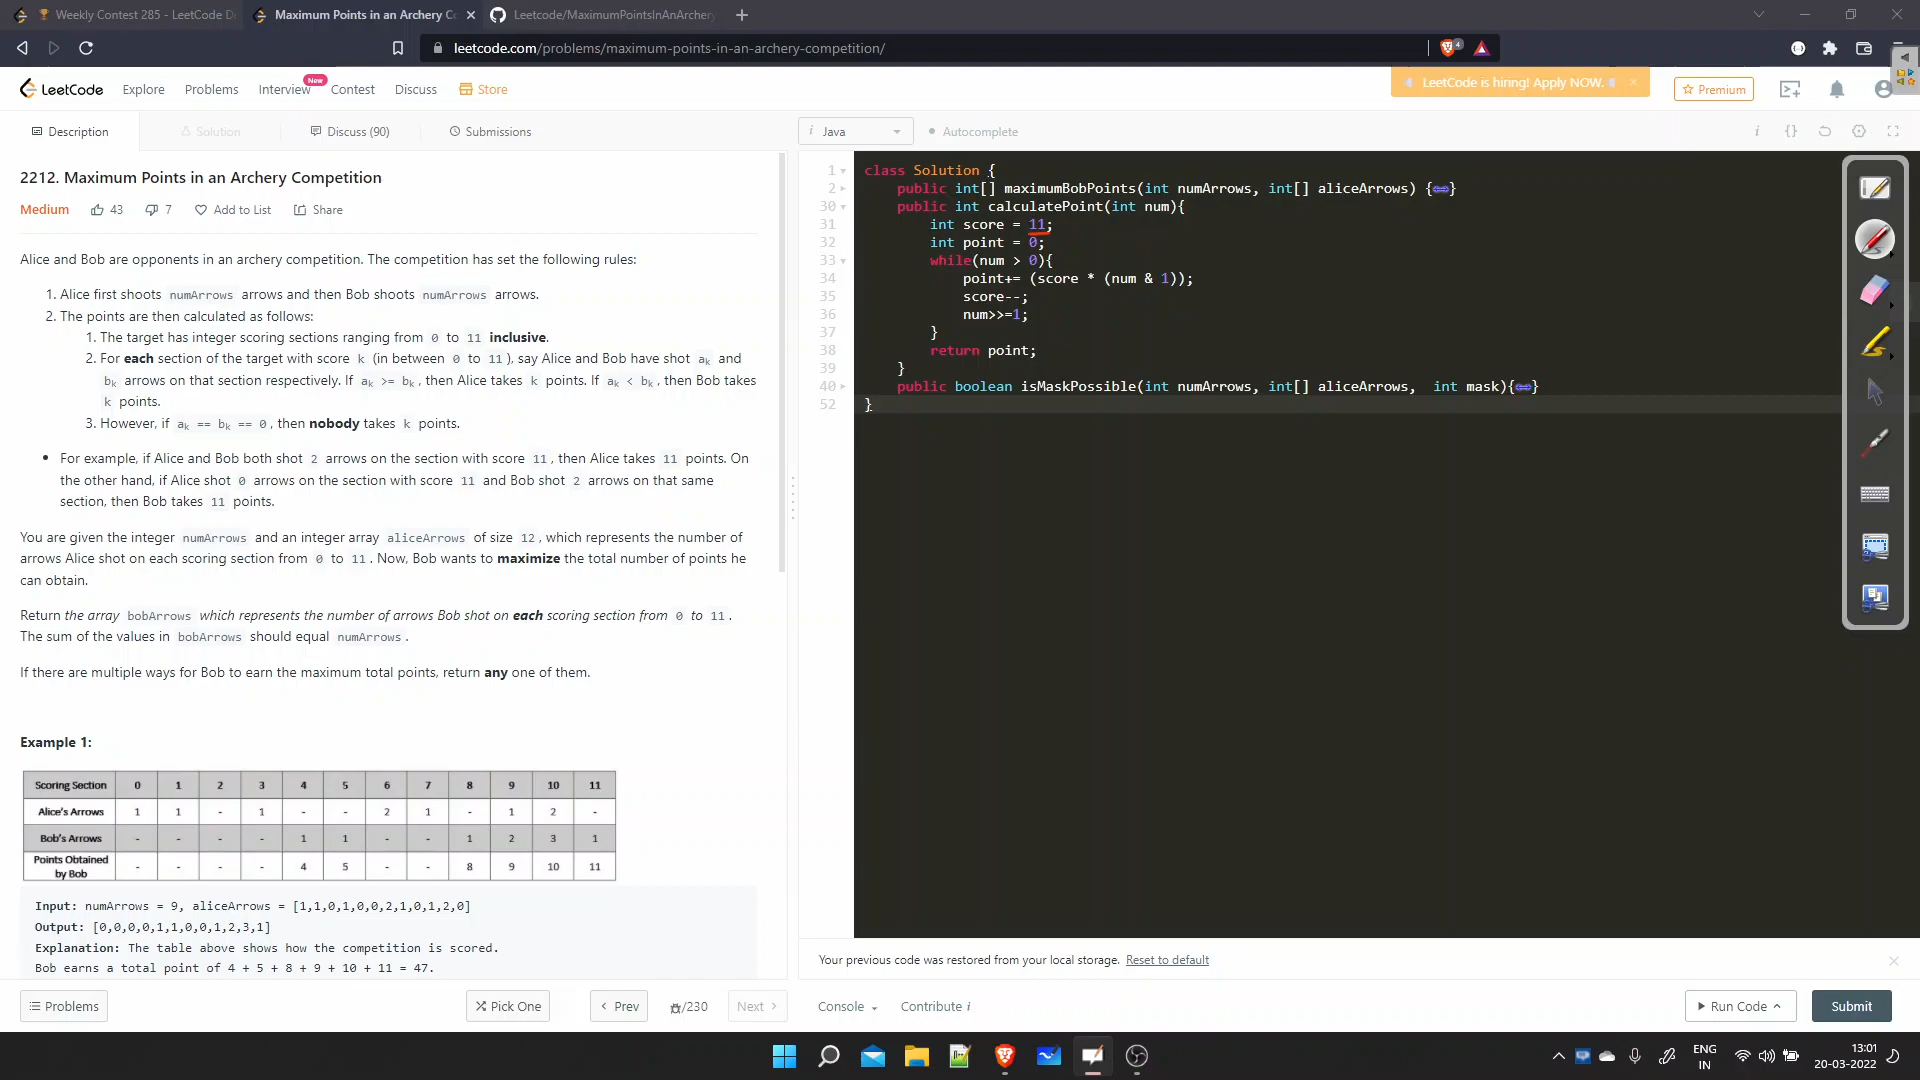 Weekly Contest 285 - LeetCode D
Maximum Points in an Archery Co
Leetcode/MaximumPointsInAnArchery
leetcode.com/problems/maximum-points-in-an-archery-competition/
4
LeetCode
Explore
Problems
Interview
New
Contest
Discuss
Store
LeetCode is hiring! Apply NOW.
Premium
Description
Solution
Discuss (90)
Submissions
i Java
Autocomplete
2212. Maximum Points in an Archery Competition
Medium 43 7 Add to List Share
Alice and Bob are opponents in an archery competition. The competition has set the following rules:
1. Alice first shoots numArrows arrows and then Bob shoots numArrows arrows.
2. The points are then calculated as follows:
1. The target has integer scoring sections ranging from 0 to 11 inclusive.
2. For each section of the target with score k (in between 0 to 11 ), say Alice and Bob have shot ak and
bk arrows on that section respectively. If ak >= bk , then Alice takes k points. If ak < bk , then Bob takes
k points.
3. However, if ak == bk == 0 , then nobody takes k points.
• For example, if Alice and Bob both shot 2 arrows on the section with score 11 , then Alice takes 11 points. On
the other hand, if Alice shot 0 arrows on the section with score 11 and Bob shot 2 arrows on that same
section, then Bob takes 11 points.
You are given the integer numArrows and an integer array aliceArrows of size 12 , which represents the number of
arrows Alice shot on each scoring section from 0 to 11 . Now, Bob wants to maximize the total number of points he
can obtain.
Return the array bobArrows which represents the number of arrows Bob shot on each scoring section from 0 to 11 .
The sum of the values in bobArrows should equal numArrows .
If there are multiple ways for Bob to earn the maximum total points, return any one of them.
Example 1:
Scoring Section 0 1 2 3 4 5 6 7 8 9 10 11
Alice's Arrows 1 1 - 1 - - 2 1 - 1 2 -
Bob's Arrows - - - - 1 1 - - 1 2 3 1
Points Obtained
by Bob - - - - 4 5 - - 8 9 10 11
Input: numArrows = 9, aliceArrows = [1,1,0,1,0,0,2,1,0,1,2,0]
Output: [0,0,0,0,1,1,0,0,1,2,3,1]
Explanation: The table above shows how the competition is scored.
Bob earns a total point of 4 + 5 + 8 + 9 + 10 + 11 = 47.
1 class Solution {
2 public int[] maximumBobPoints(int numArrows, int[] aliceArrows) {↔}
30 public int calculatePoint(int num){
31 int score = 11;
32 int point = 0;
33 while(num > 0){
34 point+= (score * (num & 1));
35 score--;
36 num>>=1;
37 }
38 return point;
39 }
40 public boolean isMaskPossible(int numArrows, int[] aliceArrows, int mask){↔}
52 }
Your previous code was restored from your local storage. Reset to default
Problems
Pick One
Prev
/230
Next
Console
Contribute i
Run Code
Submit
ENG
IN
13:01
20-03-2022